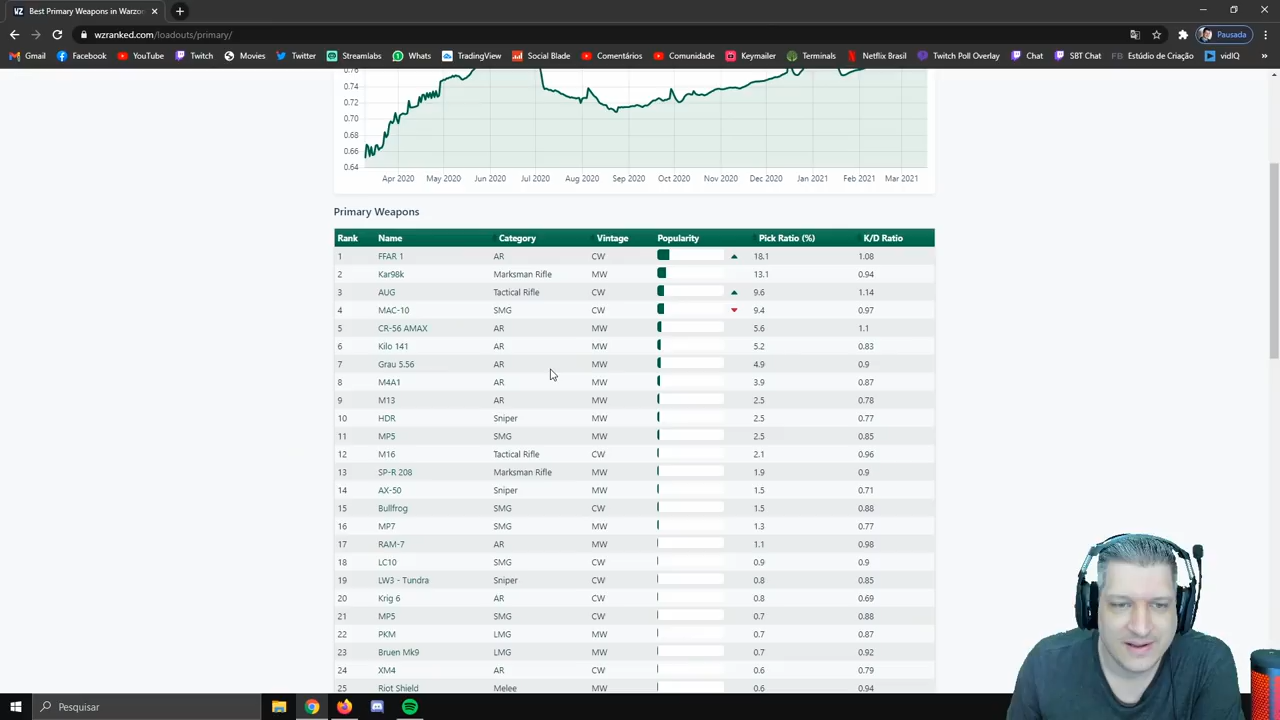 WZ Best Primary Weapons in Warzo
wzranked.com/loadouts/primary/
Pausada
Gmail Facebook YouTube Twitch Movies Twitter Streamlabs Whats TradingView Social Blade Comentários Comunidade Keymailer Terminals Netflix Brasil Twitch Poll Overlay Chat SBT Chat Estúdio de Criação vidIQ »
0.76
0.74
0.72
0.70
0.68
0.66
0.64
Apr 2020 May 2020 Jun 2020 Jul 2020 Aug 2020 Sep 2020 Oct 2020 Nov 2020 Dec 2020 Jan 2021 Feb 2021 Mar 2021
Primary Weapons
Rank Name Category Vintage Popularity Pick Ratio (%) K/D Ratio
1 FFAR 1 AR CW 18.1 1.08
2 Kar98k Marksman Rifle MW 13.1 0.94
3 AUG Tactical Rifle CW 9.6 1.14
4 MAC-10 SMG CW 9.4 0.97
5 CR-56 AMAX AR MW 5.6 1.1
6 Kilo 141 AR MW 5.2 0.83
7 Grau 5.56 AR MW 4.9 0.9
8 M4A1 AR MW 3.9 0.87
9 M13 AR MW 2.5 0.78
10 HDR Sniper MW 2.5 0.77
11 MP5 SMG MW 2.5 0.85
12 M16 Tactical Rifle CW 2.1 0.96
13 SP-R 208 Marksman Rifle MW 1.9 0.9
14 AX-50 Sniper MW 1.5 0.71
15 Bullfrog SMG CW 1.5 0.88
16 MP7 SMG MW 1.3 0.77
17 RAM-7 AR MW 1.1 0.98
18 LC10 SMG CW 0.9 0.9
19 LW3 - Tundra Sniper CW 0.8 0.85
20 Krig 6 AR CW 0.8 0.69
21 MP5 SMG CW 0.7 0.88
22 PKM LMG MW 0.7 0.87
23 Bruen Mk9 LMG MW 0.7 0.92
24 XM4 AR CW 0.6 0.79
25 Riot Shield Melee MW 0.6 0.94
Pesquisar